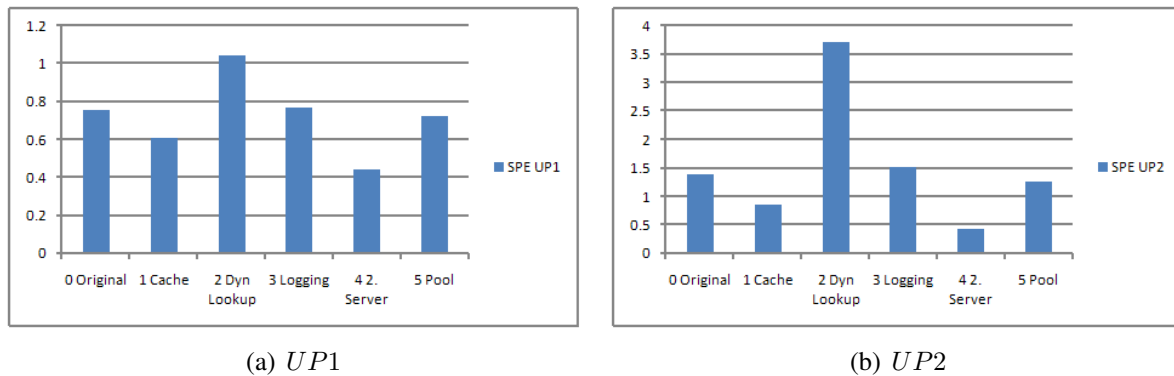 1.2
1
0.8
0.6
0.4
0.2
0
0 Original 1 Cache 2 Dyn 3 Logging 4 2. 5 Pool
Lookup Server
SPE UP1
(a) UP1
4
3.5
3
2.5
2
1.5
1
0.5
0
0 Original 1 Cache 2 Dyn 3 Logging 4 2. 5 Pool
Lookup Server
SPE UP2
(b) UP2